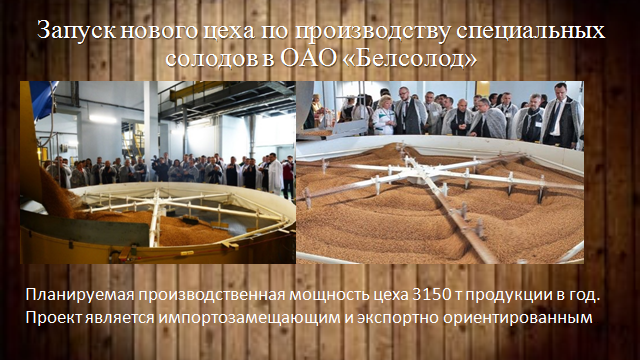 Запуск нового цеха по производству специальных
солодов в ОАО «Белсолод»
Планируемая производственная мощность цеха 3150 т продукции в год.
Проект является импортозамещающим и экспортно ориентированным